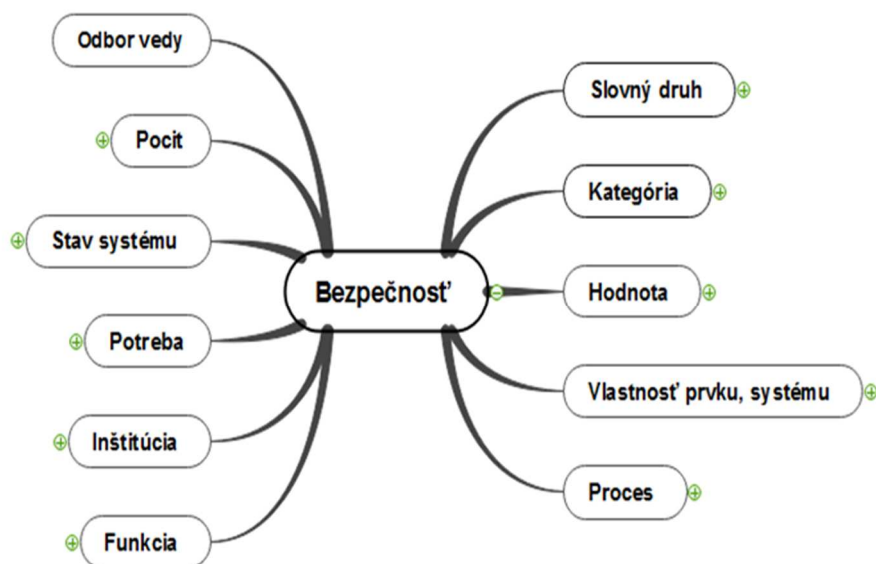 Odbor vedy
Pocit
Stav systému
Potreba
Inštitúcia
Funkcia
Bezpečnosť
Slovný druh
Kategória
Hodnota
Vlastnosť prvku, systému
Proces